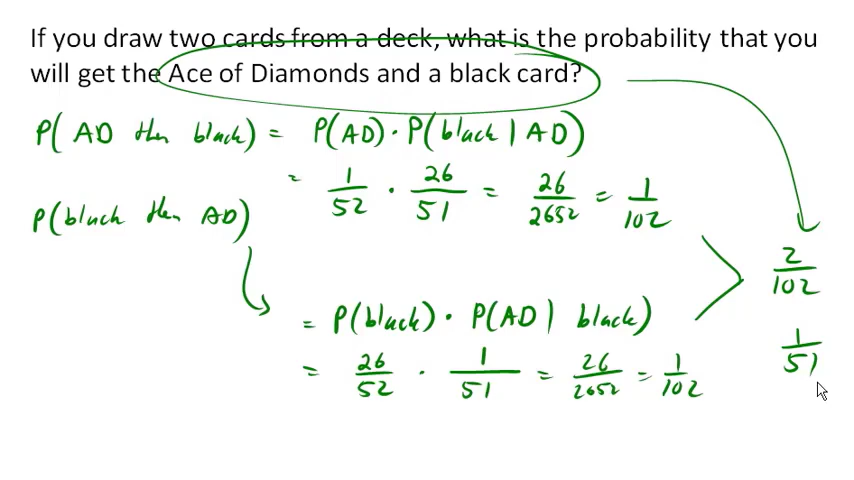 If you draw two cards from a deck, what is the probability that you
will get the Ace of Diamonds and a black card?
P( AD then black) = P(AD) · P(black | AD)
= 1/52 · 26/51 = 26/2652 = 1/102
P(black then AD)
2/102
= P(black) · P(AD | black)
1/51
= 26/52 · 1/51 = 26/2652 = 1/102